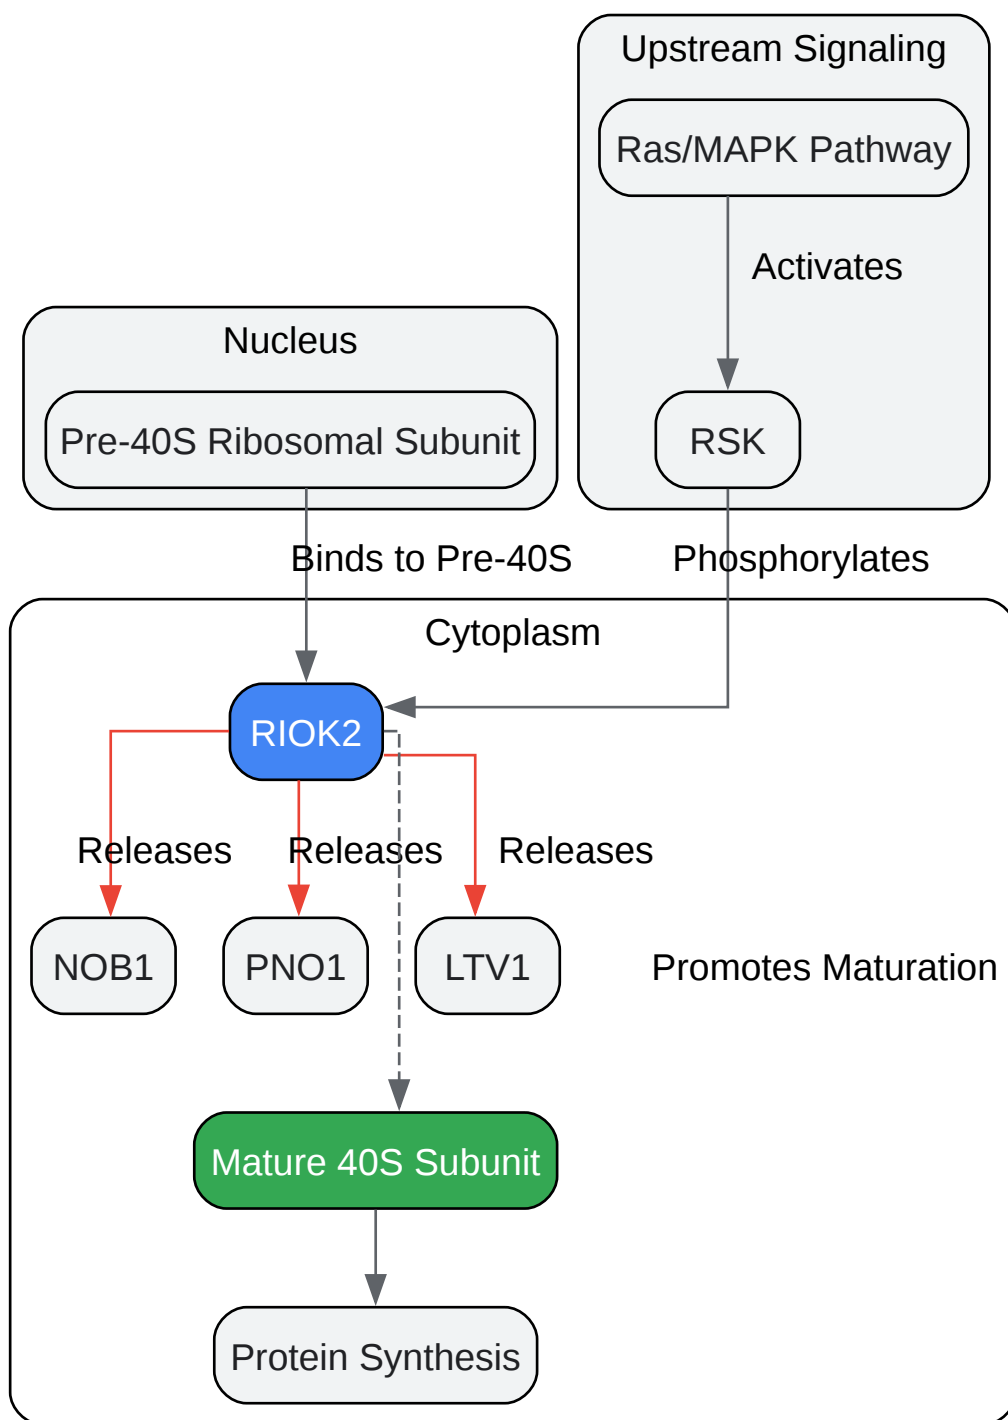 Upstream Signaling
Ras/MAPK Pathway
Activates
Nucleus
Pre-40S Ribosomal Subunit
RSK
Binds to Pre-40S
Phosphorylates
Cytoplasm
RIOK2
Releases
Releases
Releases
NOB1
PNO1
LTV1
Promotes Maturation
Mature 40S Subunit
Protein Synthesis